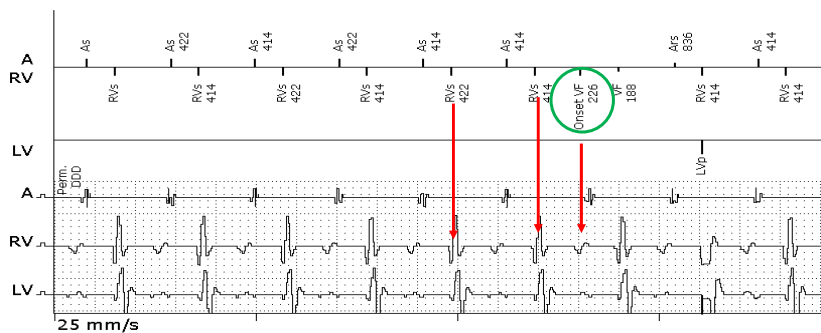 As
As 422
As 414
As 422
As 414
As 414
Ars 836
As 414
A
RV
RVs
RVs 414
RVs 422
RVs 414
RVs 422
RVs 414
Onset VF 226
VF 188
RVs 414
RVs 414
LV
LVp
Perm.
DDD
A
RV
LV
25 mm/s